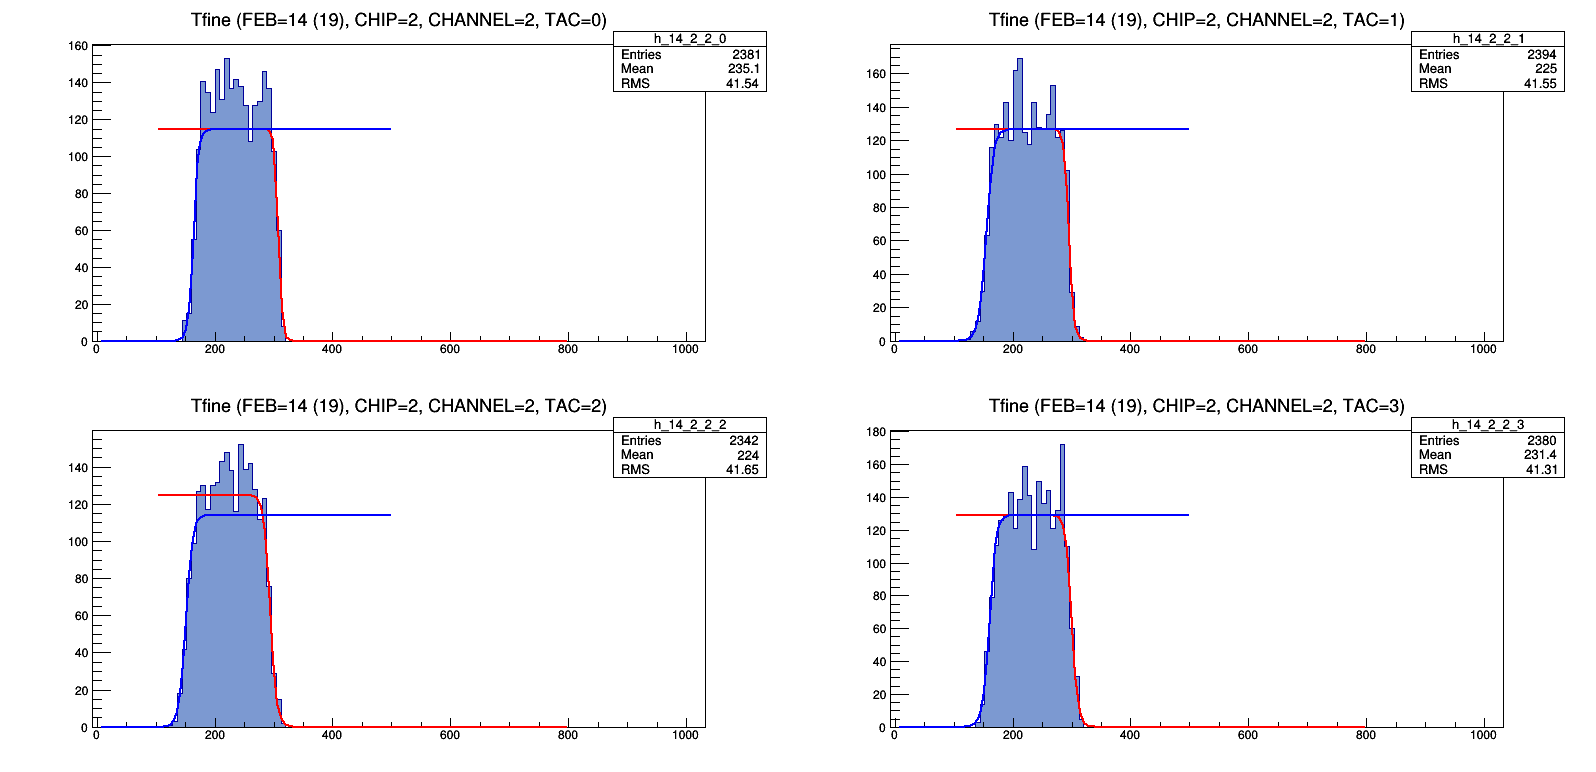 Tfine (FEB=14 (19), CHIP=2, CHANNEL=2, TAC=0)
h_14_2_2_0
Entries 2381
Mean 235.1
RMS 41.54
160
140
120
100
80
60
40
20
0
0 200 400 600 800 1000
Tfine (FEB=14 (19), CHIP=2, CHANNEL=2, TAC=1)
h_14_2_2_1
Entries 2394
Mean 225
RMS 41.55
160
140
120
100
80
60
40
20
0
0 200 400 600 800 1000
Tfine (FEB=14 (19), CHIP=2, CHANNEL=2, TAC=2)
h_14_2_2_2
Entries 2342
Mean 224
RMS 41.65
140
120
100
80
60
40
20
0
0 200 400 600 800 1000
Tfine (FEB=14 (19), CHIP=2, CHANNEL=2, TAC=3)
h_14_2_2_3
Entries 2380
Mean 231.4
RMS 41.31
180
160
140
120
100
80
60
40
20
0
0 200 400 600 800 1000